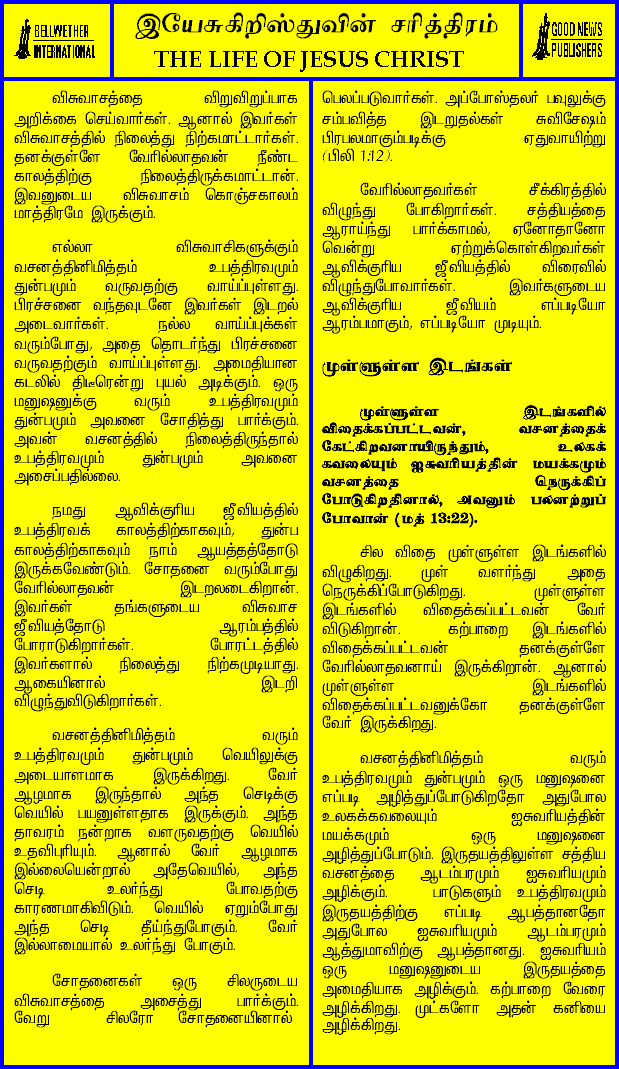 BELLWETHER
INTERNATIONAL
இயேசுகிறிஸ்துவின் சரித்திரம்
THE LIFE OF JESUS CHRIST
GOOD NEWS
PUBLISHERS
விசுவாசத்தை விறுவிறுப்பாக
அறிக்கை செய்வார்கள். ஆனால் இவர்கள்
விசுவாசத்தில் நிலைத்து நிற்கமாட்டார்கள்.
தனக்குள்ளே வேரில்லாதவன் நீண்ட
காலத்திற்கு நிலைத்திருக்கமாட்டான்.
இவனுடைய விசுவாசம் கொஞ்சகாலம்
மாத்திரமே இருக்கும்.
எல்லா விசுவாசிகளுக்கும்
வசனத்தினிமித்தம் உபத்திரவமும்
துன்பமும் வருவதற்கு வாய்ப்புள்ளது.
பிரச்சனை வந்தவுடனே இவர்கள் இடறல்
அடைவார்கள். நல்ல வாய்ப்புக்கள்
வரும்போது, அதை தொடர்ந்து பிரச்சனை
வருவதற்கும் வாய்ப்புள்ளது. அமைதியான
கடலில் திடீரென்று புயல் அடிக்கும். ஒரு
மனுஷனுக்கு வரும் உபத்திரவமும்
துன்பமும் அவனை சோதித்து பார்க்கும்.
அவன் வசனத்தில் நிலைத்திருந்தால்
உபத்திரவமும் துன்பமும் அவனை
அசைப்பதில்லை.
நமது ஆவிக்குரிய ஜீவியத்தில்
உபத்திரவக் காலத்திற்காகவும், துன்ப
காலத்திற்காகவும் நாம் ஆயத்தத்தோடு
இருக்கவேண்டும். சோதனை வரும்போது
வேரில்லாதவன் இடறலடைகிறான்.
இவர்கள் தங்களுடைய விசுவாச
ஜீவியத்தோடு ஆரம்பத்தில்
போராடுகிறார்கள். போரட்டத்தில்
இவர்களால் நிலைத்து நிற்கமுடியாது.
ஆகையினால் இடறி
விழுந்துவிடுகிறார்கள்.
வசனத்தினிமித்தம் வரும்
உபத்திரவமும் துன்பமும் வெயிலுக்கு
அடையாளமாக இருக்கிறது. வேர்
ஆழமாக இருந்தால் அந்த செடிக்கு
வெயில் பயனுள்ளதாக இருக்கும். அந்த
தாவரம் நன்றாக வளருவதற்கு வெயில்
உதவிபுரியும். ஆனால் வேர் ஆழமாக
இல்லையென்றால் அதேவெயில், அந்த
செடி உலர்ந்து போவதற்கு
காரணமாகிவிடும். வெயில் ஏறும்போது
அந்த செடி தீய்ந்துபோகும். வேர்
இல்லாமையால் உலர்ந்து போகும்.
சோதனைகள் ஒரு சிலருடைய
விசுவாசத்தை அசைத்து பார்க்கும்.
வேறு சிலரோ சோதனையினால்
பெலப்படுவார்கள். அப்போஸ்தலர் பவுலுக்கு
சம்பவித்த இடறுதல்கள் சுவிசேஷம்
பிரபலமாகும்படிக்கு ஏதுவாயிற்று
(பிலி 1:12).
வேரில்லாதவர்கள் சீக்கிரத்தில்
விழுந்து போகிறார்கள். சத்தியத்தை
ஆராய்ந்து பார்க்காமல், ஏனோதானோ
வென்று ஏற்றுக்கொள்கிறவர்கள்
ஆவிக்குரிய ஜீவியத்தில் விரைவில்
விழுந்துபோவார்கள். இவர்களுடைய
ஆவிக்குரிய ஜீவியம் எப்படியோ
ஆரம்பமாகும், எப்படியோ முடியும்.
முள்ளுள்ள இடங்கள்
முள்ளுள்ள இடங்களில்
விதைக்கப்பட்டவன், வசனத்தைக்
கேட்கிறவனாயிருந்தும், உலகக்
கவலையும் ஐசுவரியத்தின் மயக்கமும்
வசனத்தை நெருக்கிப்
போடுகிறதினால், அவனும் பலனற்றுப்
போவான் (மத் 13:22).
சில விதை முள்ளுள்ள இடங்களில்
விழுகிறது. முள் வளர்ந்து அதை
நெருக்கிப்போடுகிறது. முள்ளுள்ள
இடங்களில் விதைக்கப்பட்டவன் வேர்
விடுகிறான். கற்பாறை இடங்களில்
விதைக்கப்பட்டவன் தனக்குள்ளே
வேரில்லாதவனாய் இருக்கிறான். ஆனால்
முள்ளுள்ள இடங்களில்
விதைக்கப்பட்டவனுக்கோ தனக்குள்ளே
வேர் இருக்கிறது.
வசனத்தினிமித்தம் வரும்
உபத்திரவமும் துன்பமும் ஒரு மனுஷனை
எப்படி அழித்துப்போடுகிறதோ அதுபோல
உலகக்கவலையும் ஐசுவரியத்தின்
மயக்கமும் ஒரு மனுஷனை
அழித்துப்போடும். இருதயத்திலுள்ள சத்திய
வசனத்தை ஆடம்பரமும் ஐசுவரியமும்
அழிக்கும். பாடுகளும் உபத்திரவமும்
இருதயத்திற்கு எப்படி ஆபத்தானதோ
அதுபோல ஐசுவரியமும் ஆடம்பரமும்
ஆத்துமாவிற்கு ஆபத்தானது. ஐசுவரியம்
ஒரு மனுஷனுடைய இருதயத்தை
அமைதியாக அழிக்கும். கற்பாறை வேரை
அழிக்கிறது. முட்களோ அதன் கனியை
அழிக்கிறது.